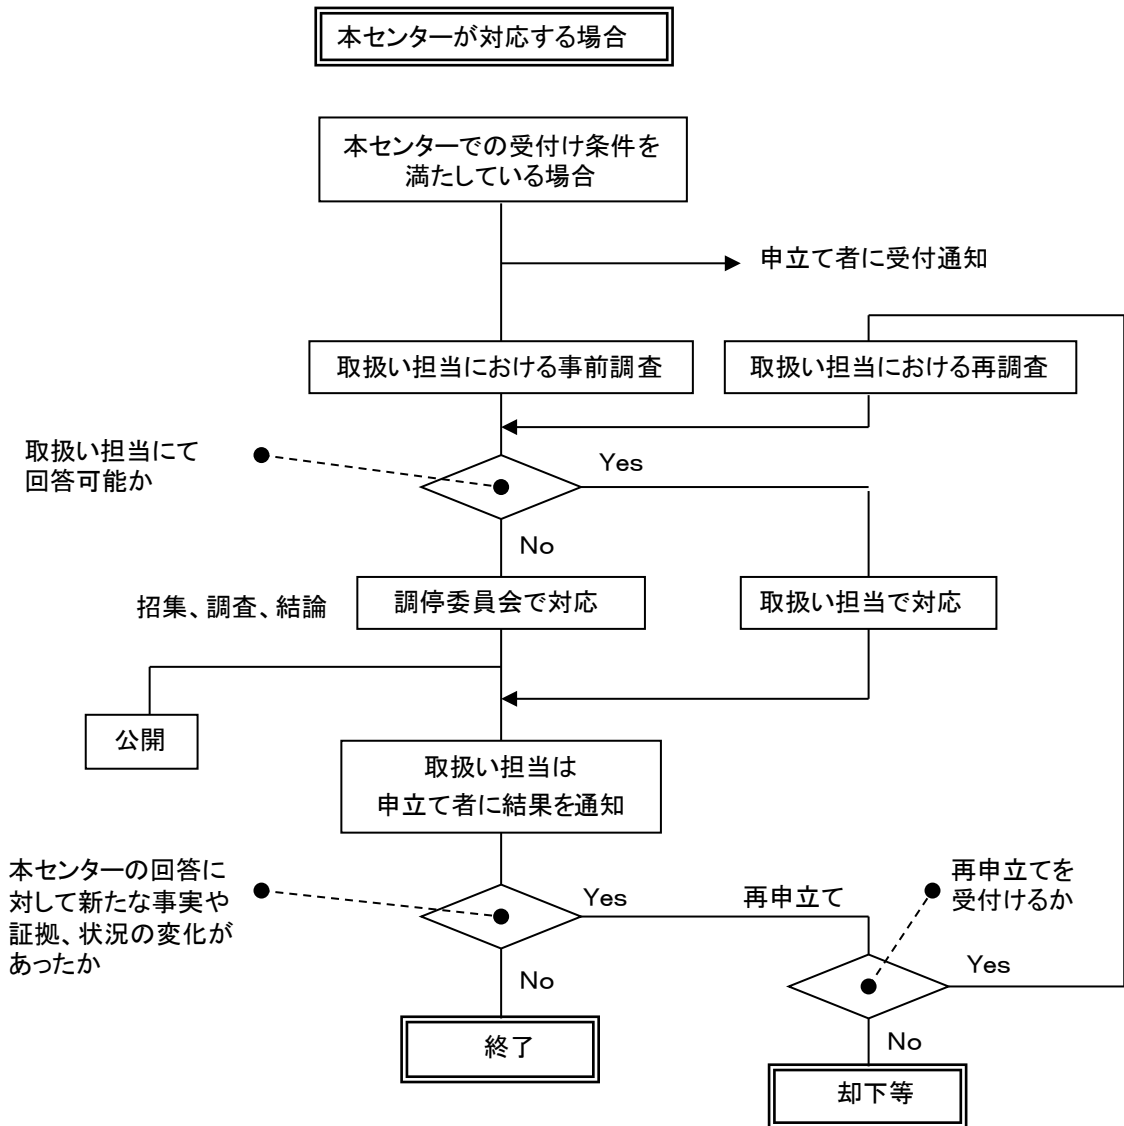 本センターが対応する場合
本センターでの受付け条件を
満たしている場合
申立て者に受付通知
取扱い担当における事前調査
取扱い担当における再調査
取扱い担当にて
回答可能か
Yes
No
招集、調査、結論
調停委員会で対応
取扱い担当で対応
公開
取扱い担当は
申立て者に結果を通知
本センターの回答に
対して新たな事実や
証拠、状況の変化が
あったか
Yes
再申立て
再申立てを
受付けるか
No
Yes
終了
No
却下等